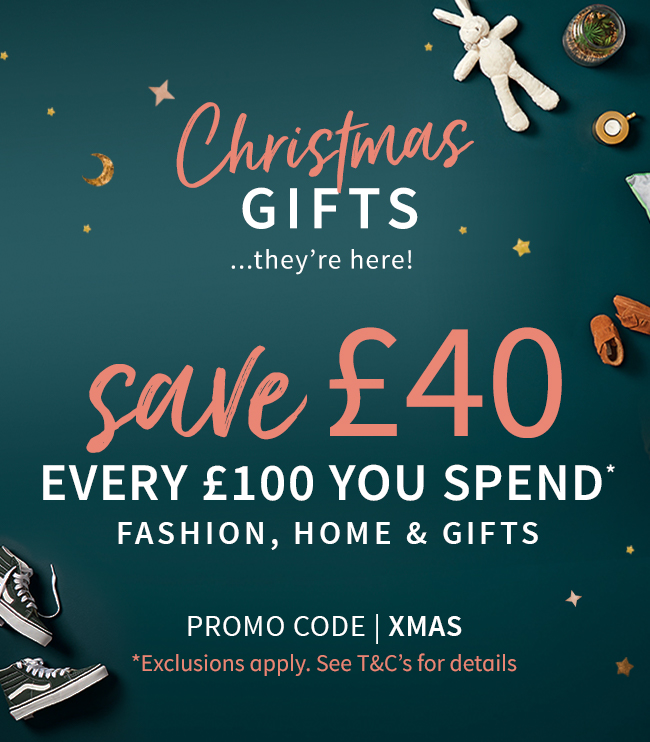 Christmas
GIFTS
...they're here!
save £40
EVERY £100 YOU SPEND*
FASHION, HOME & GIFTS
PROMO CODE | XMAS
*Exclusions apply. See T&C's for details